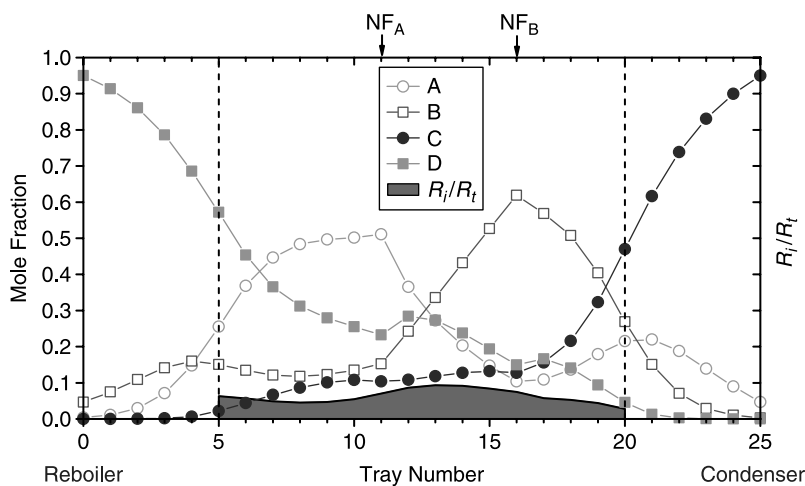 NF_A NF_B
1.0
0.9
0.8
0.7
0.6
0.5
0.4
0.3
0.2
0.1
0.0
Mole Fraction
A
B
C
D
R_i/R_t
R_i/R_t
0 5 10 15 20 25
Reboiler Tray Number Condenser